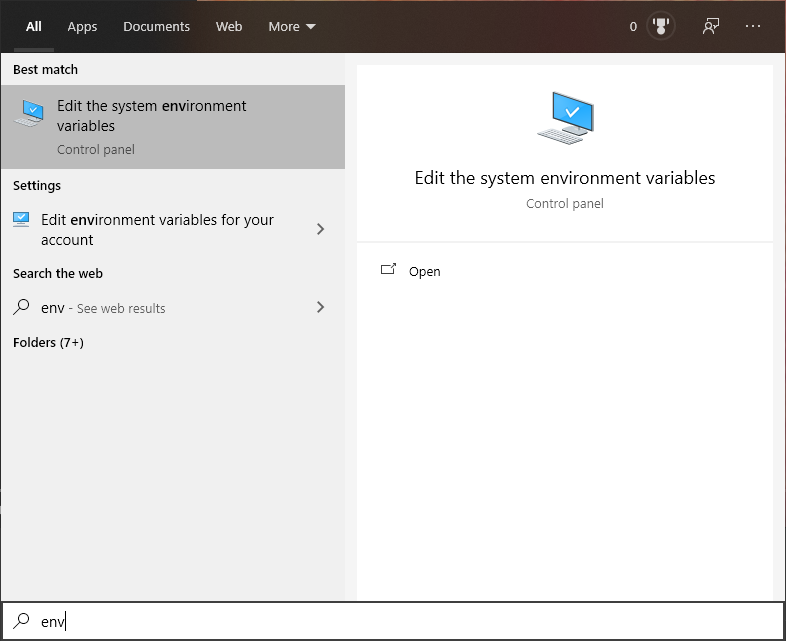 All Apps Documents Web More 0 ...
Best match
Edit the system environment
variables
Control panel
Settings
Edit environment variables for your
account
Search the web
env - See web results
Folders (7+)
Edit the system environment variables
Control panel
Open
env